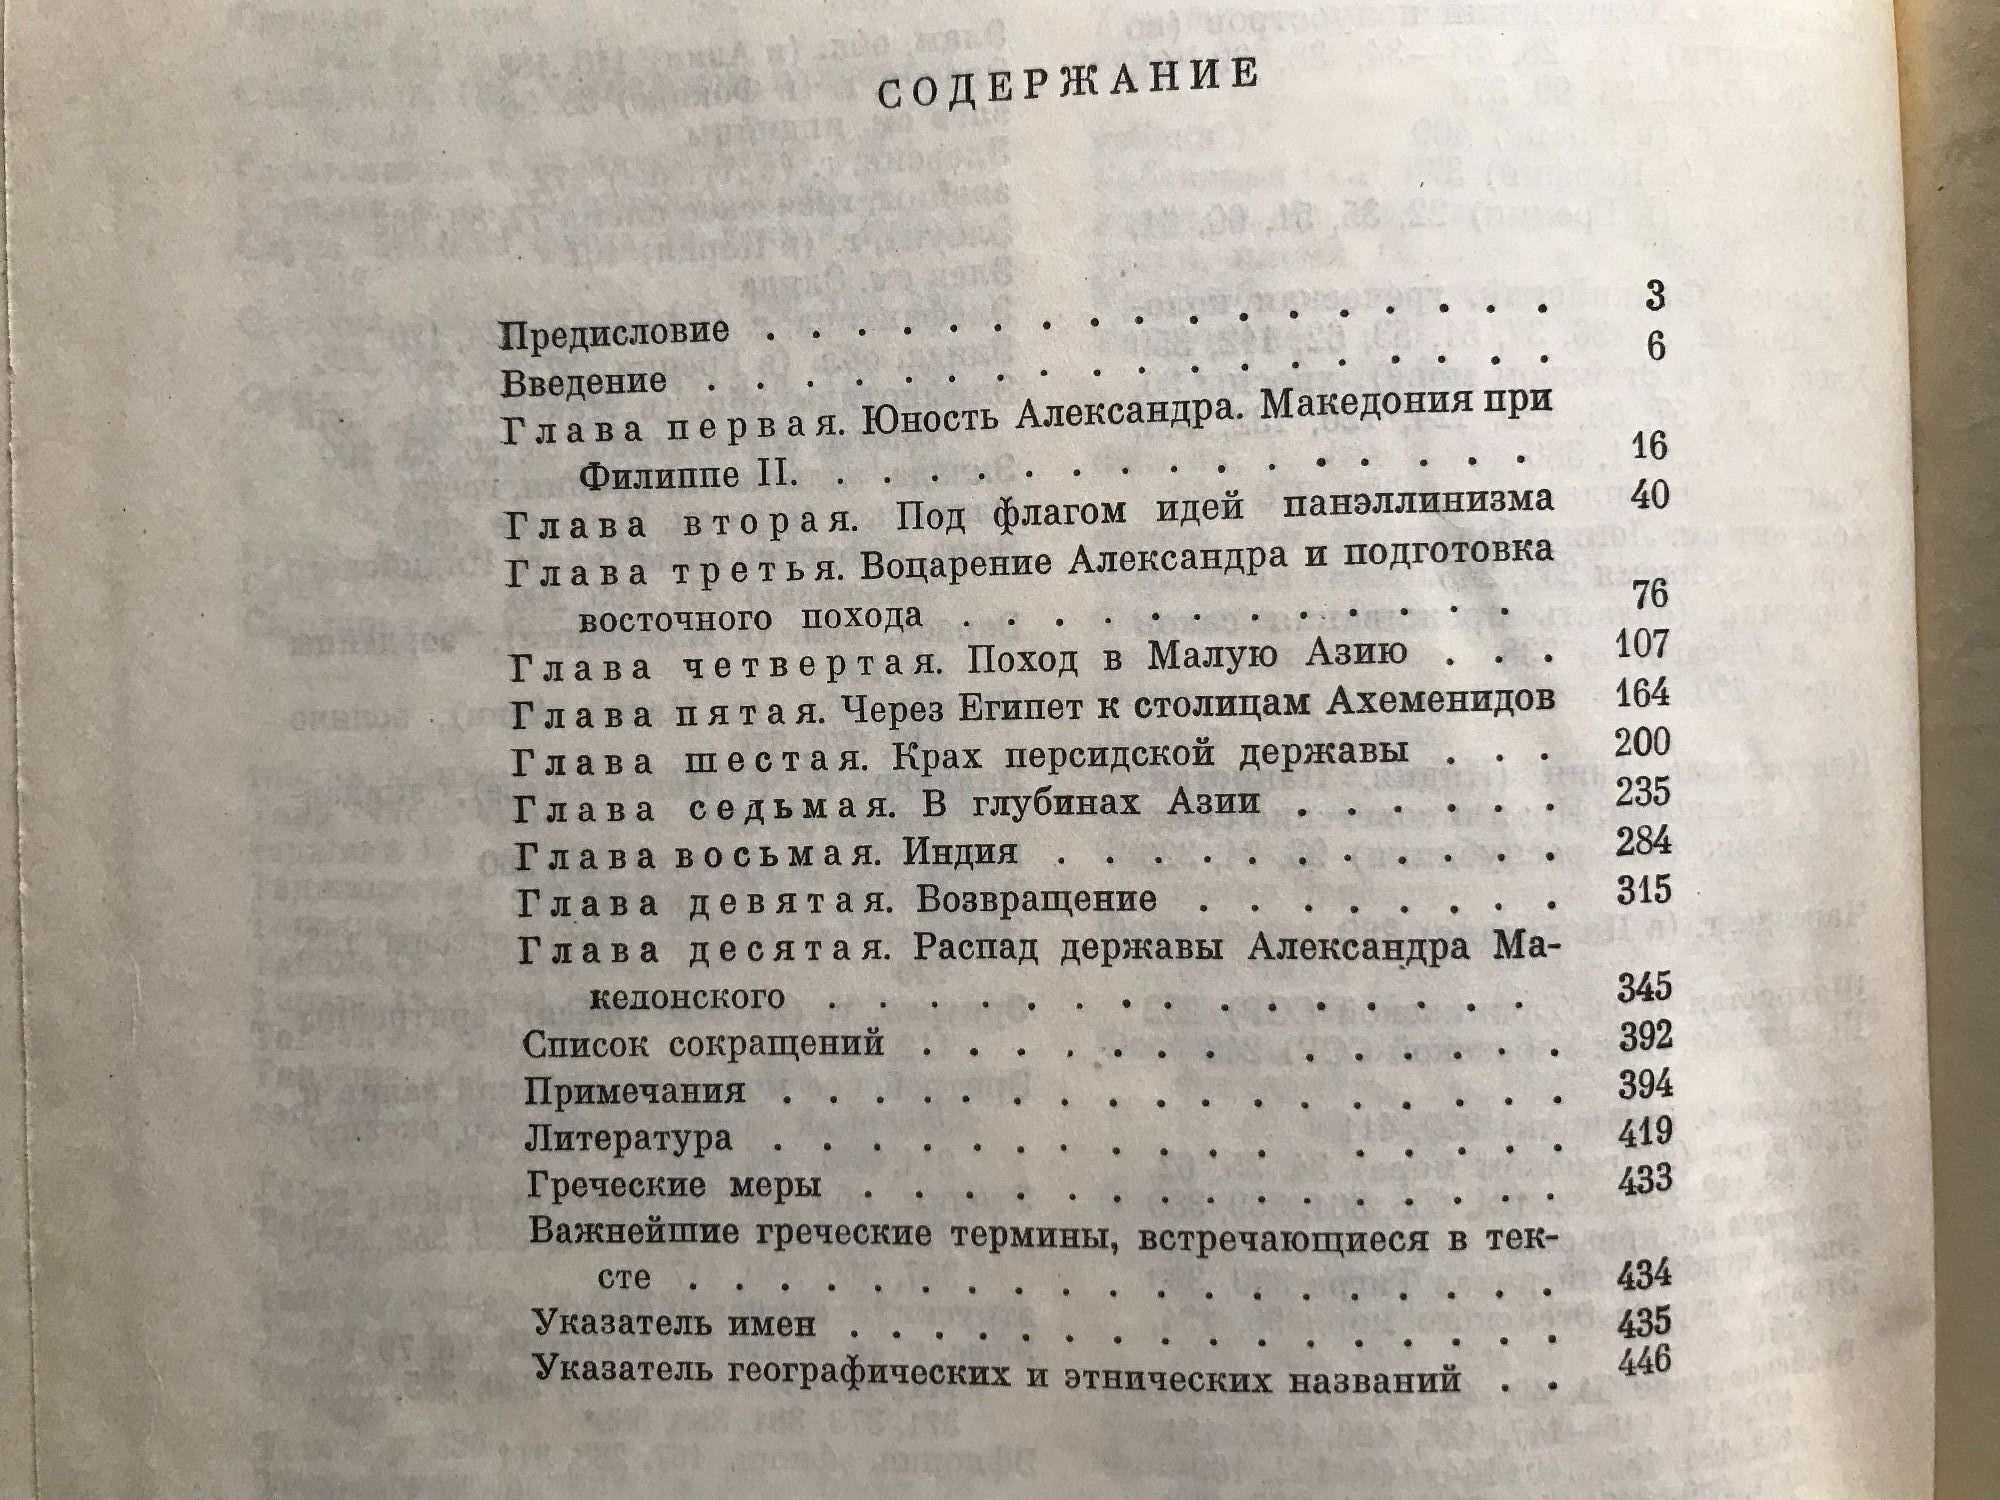 СОДЕРЖАНИЕ
Предисловие . . . . . . . . . . . . . . . . . 3
Введение . . . . . . . . . . . . . . . . . . 6
Глава первая. Юность Александра. Македония при
Филиппе II. . . . . . . . . . . . . . . . 16
Глава вторая. Под флагом идей панэллинизма 40
Глава третья. Воцарение Александра и подготовка
восточного похода . . . . . . . . . . . . 76
Глава четвертая. Поход в Малую Азию . . . 107
Глава пятая. Через Египет к столицам Ахеменидов 164
Глава шестая. Крах персидской державы . . . 200
Глава седьмая. В глубинах Азии . . . . . . 235
Глава восьмая. Индия . . . . . . . . . . . 284
Глава девятая. Возвращение . . . . . . . . 315
Глава десятая. Распад державы Александра Ма-
кедонского . . . . . . . . . . . . . . . 345
Список сокращений . . . . . . . . . . . . . 392
Примечания . . . . . . . . . . . . . . . . . 394
Литература . . . . . . . . . . . . . . . . 419
Греческие меры . . . . . . . . . . . . . . 433
Важнейшие греческие термины, встречающиеся в тек-
сте . . . . . . . . . . . . . . . . . . . 434
Указатель имен . . . . . . . . . . . . . . . 435
Указатель географических и этнических названий . . 446